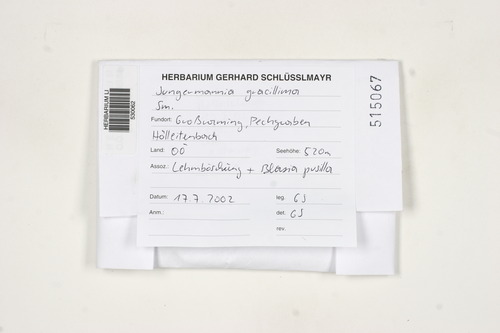 HERBARIUM GERHARD SCHLÜSSLMAYR
Jungermannia gracillima
Sm.
Fundort: Großraming, Pechgraben
Hölleitenbach
Land: OÖ Seehöhe: 520m
Assoz.: Lehmböschung + Blasia pusilla
Datum: 17.7.2002 leg. GS
Anm.: det. GS
rev.
HERBARIUM LI
530062
515067